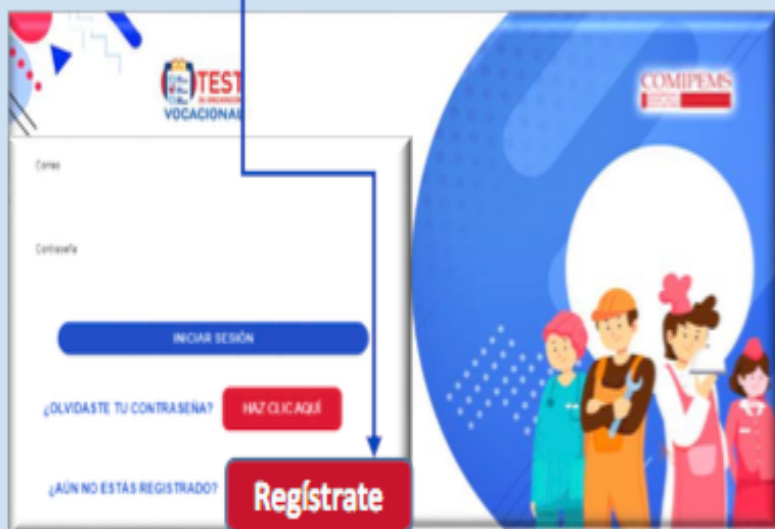 TEST
VOCACIONAL
COMIPEMS
Correo
Contraseña
INICIAR SESIÓN
¿OLVIDASTE TU CONTRASEÑA? HAZ CLIC AQUÍ
¿AÚN NO ESTÁS REGISTRADO? Regístrate